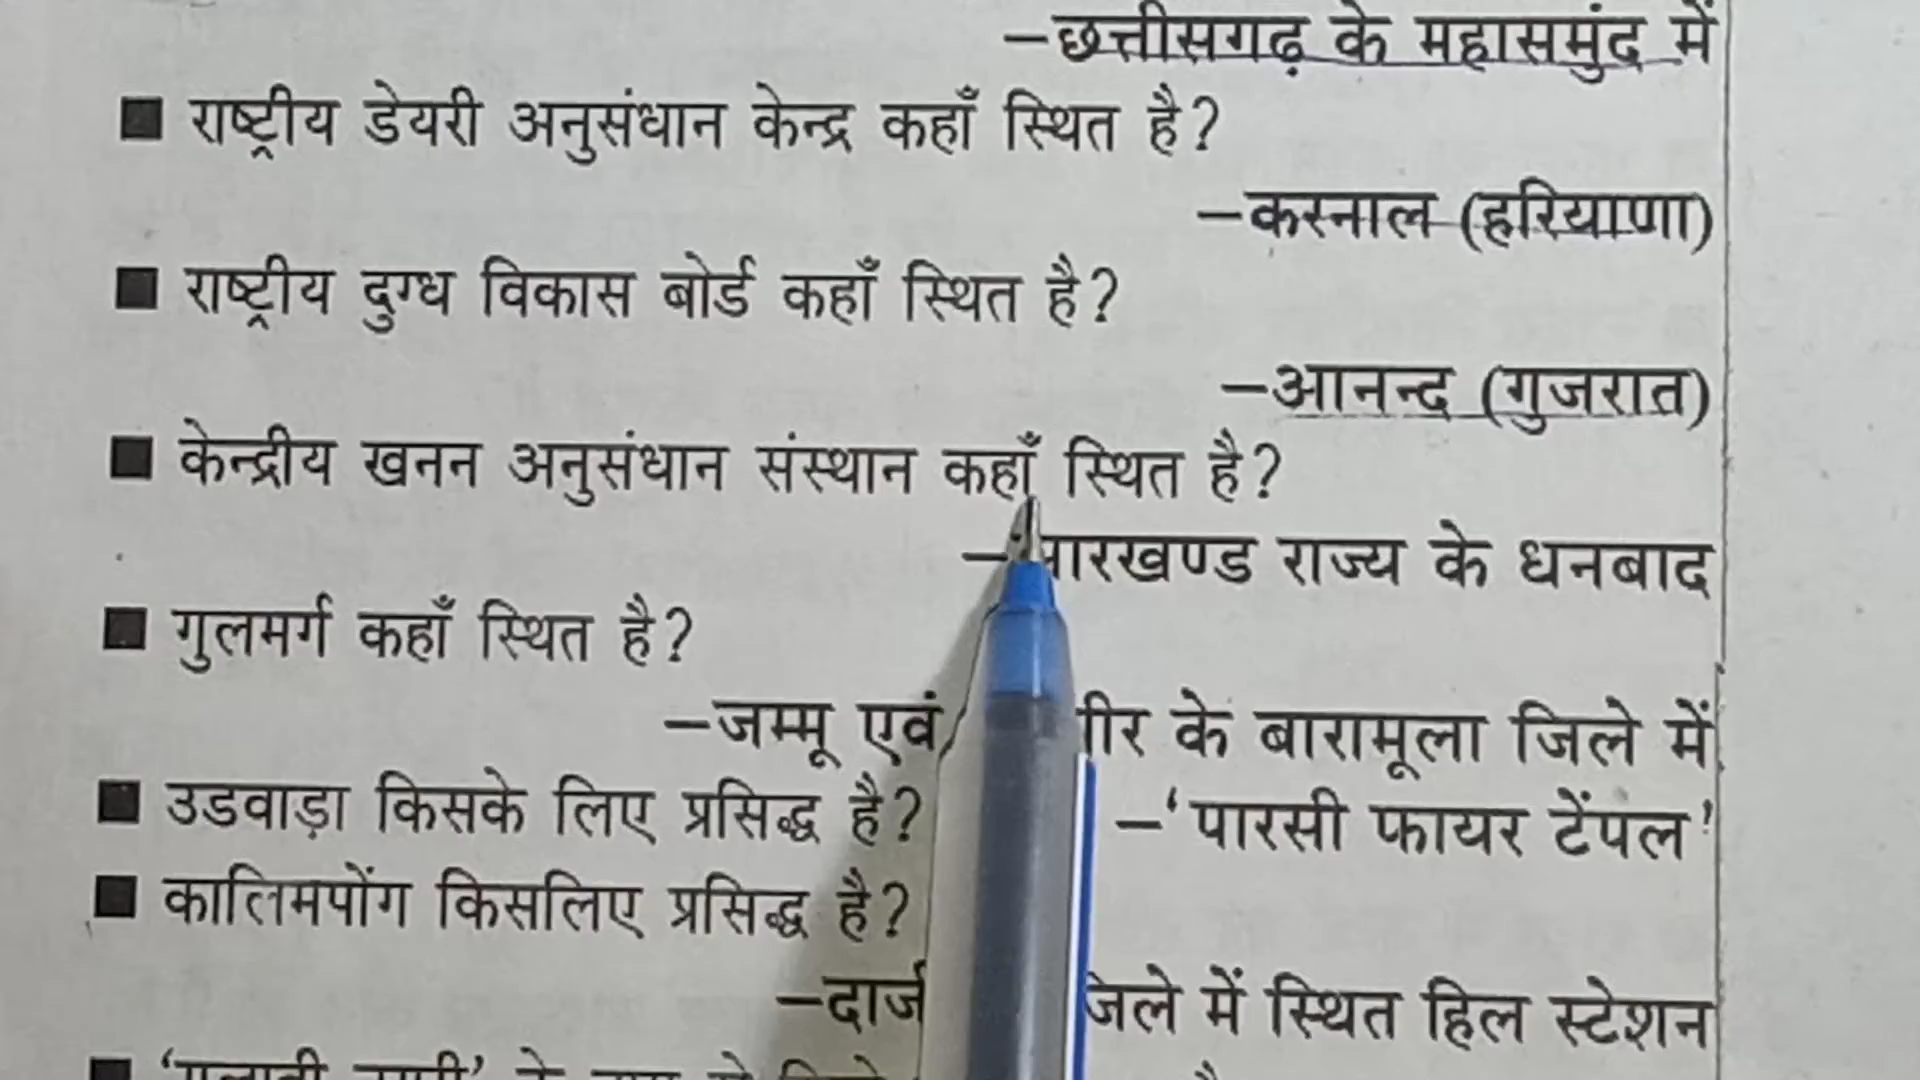 –छत्तीसगढ़ के महासमुंद में
■ राष्ट्रीय डेयरी अनुसंधान केन्द्र कहाँ स्थित है?
–करनाल (हरियाणा)
■ राष्ट्रीय दुग्ध विकास बोर्ड कहाँ स्थित है?
–आनन्द (गुजरात)
■ केन्द्रीय खनन अनुसंधान संस्थान कहाँ स्थित है?
– राज्य के धनबाद
■ गुलमर्ग कहाँ स्थित है?
–जम्मू एवं के बारामूला जिले में
■ उडवाड़ा किसके लिए प्रसिद्ध है? –‘पारसी फायर टेंपल’
■ कालिमपोंग किसलिए प्रसिद्ध है?
– में स्थित हिल स्टेशन